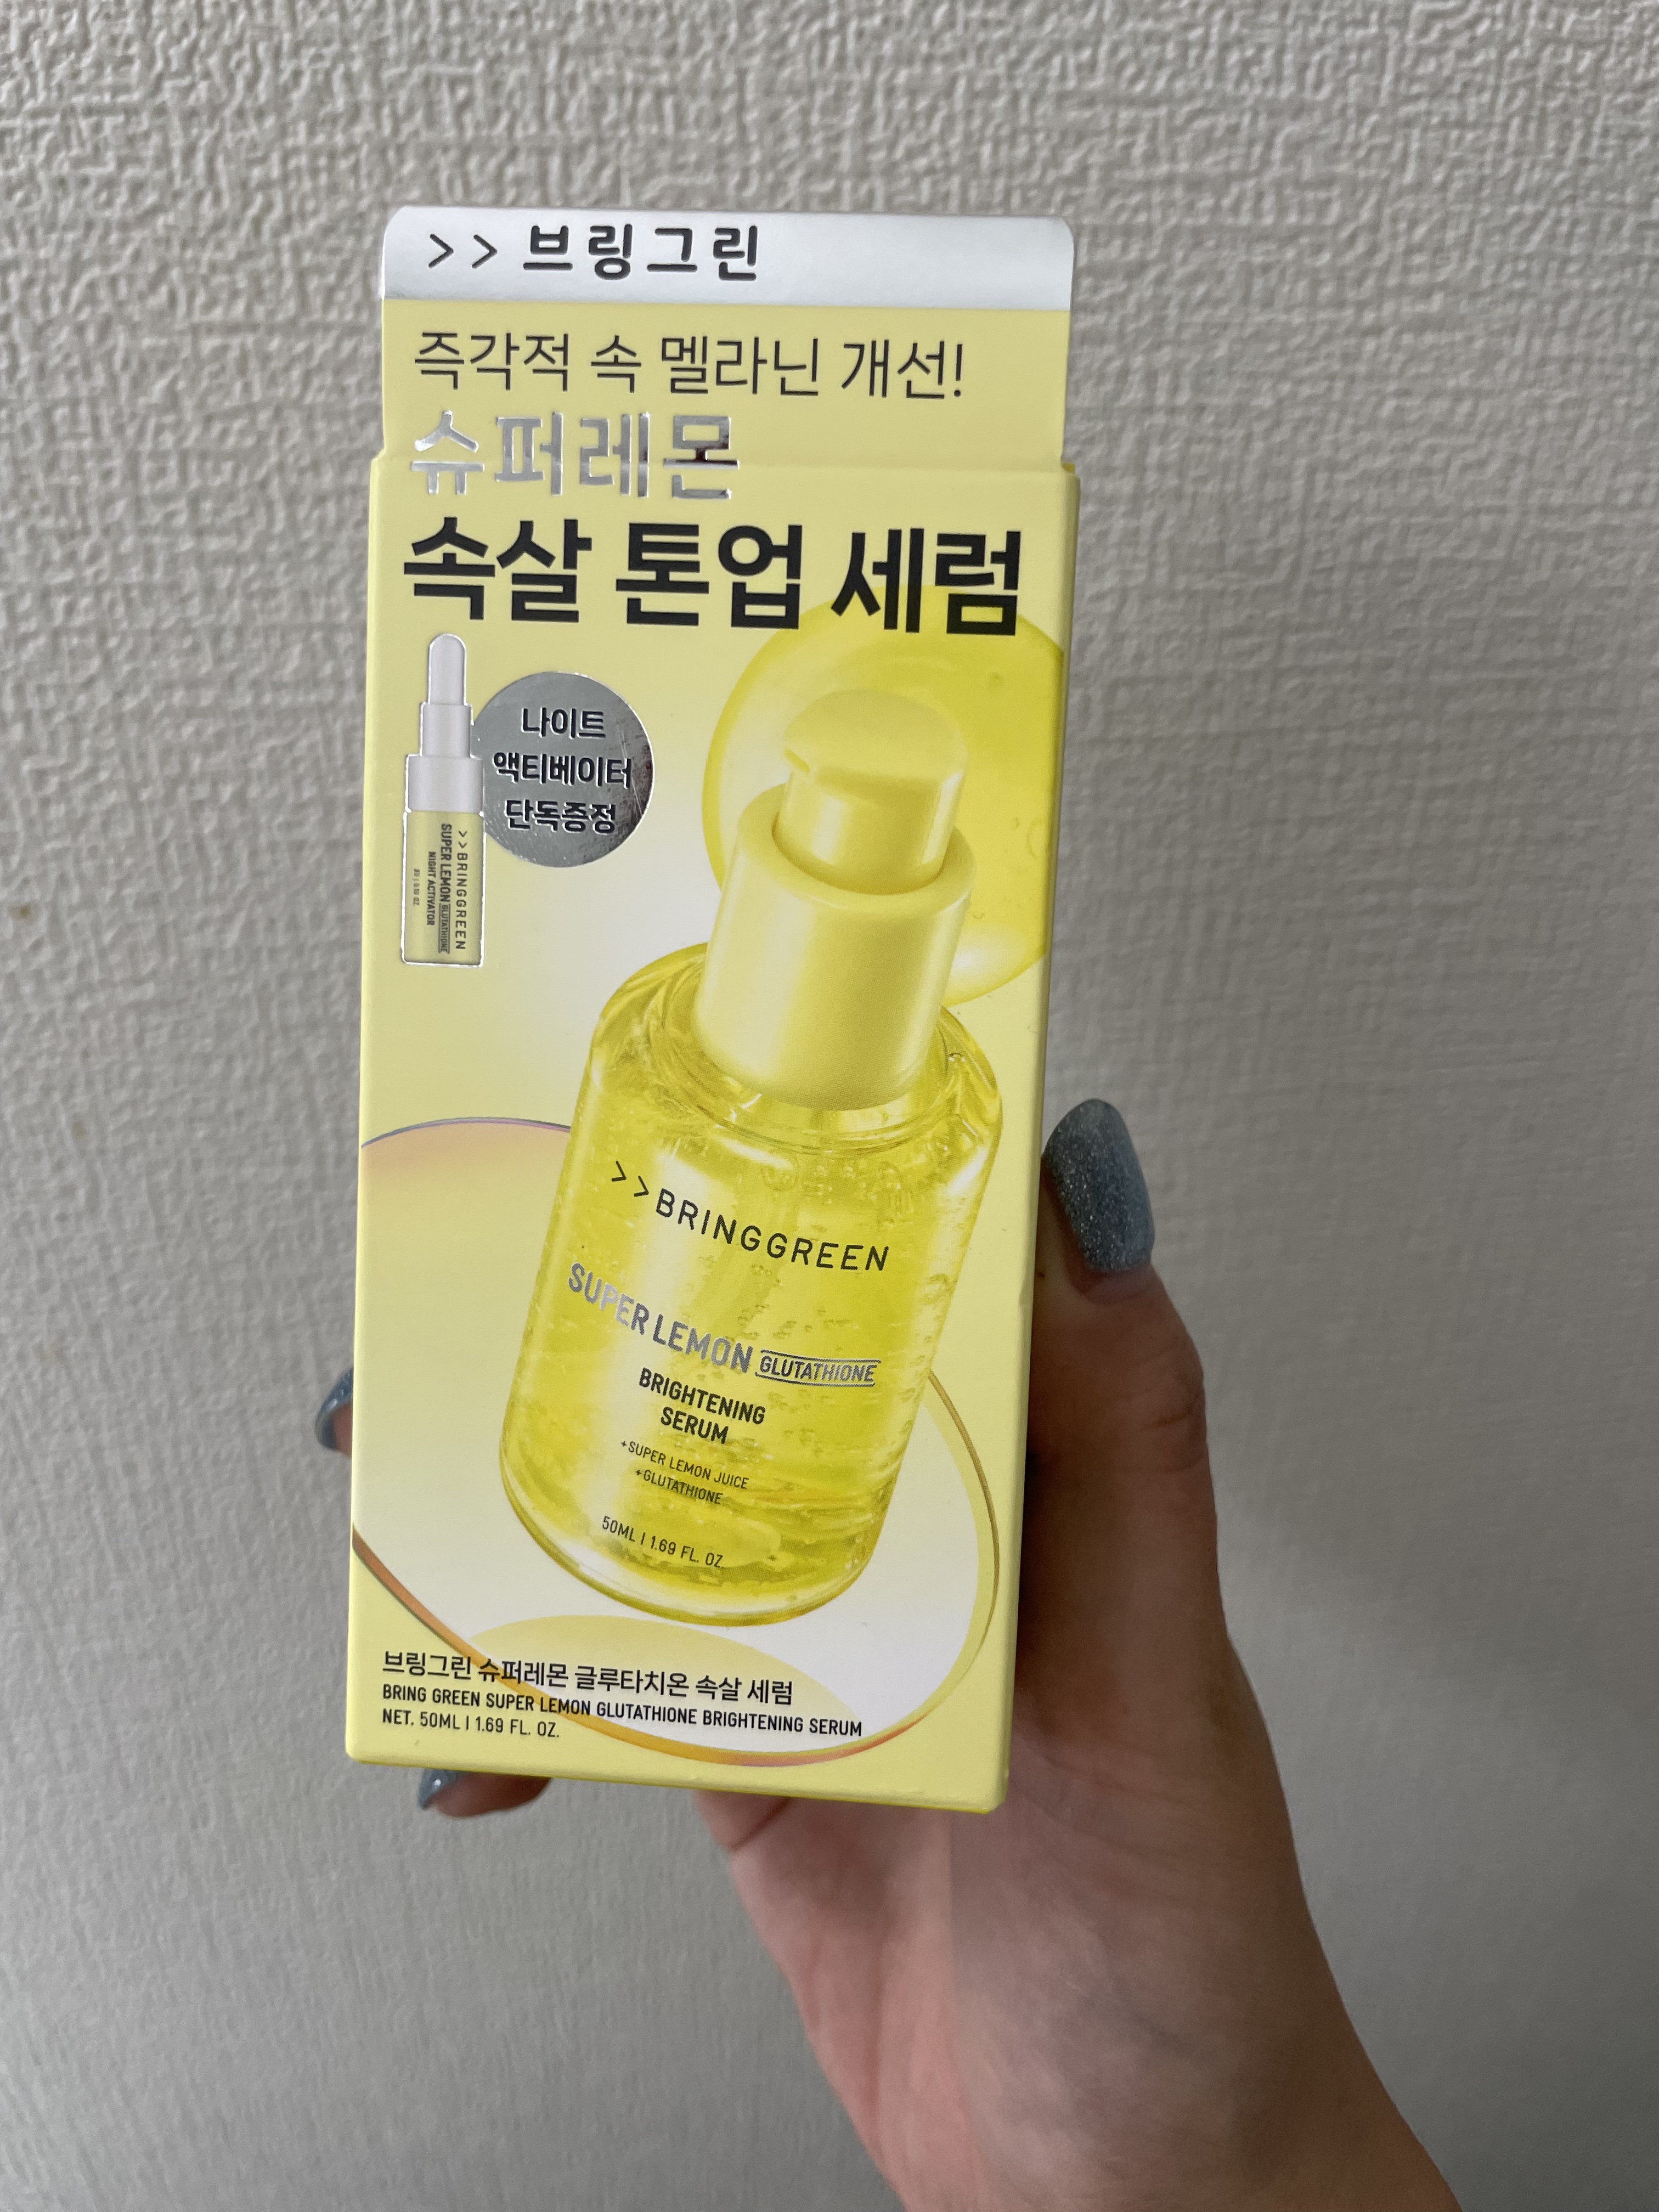 >> 브링그린
즉각적 속 멜라닌 개선!
슈퍼레몬
속살 톤업 세럼
나이트
액티베이터
단독증정
>>BRINGGREEN
SUPER LEMON GLUTATHIONE
NIGHT ACTIVATOR
>>BRINGGREEN
SUPER LEMON GLUTATHIONE
BRIGHTENING
SERUM
+SUPER LEMON JUICE
+GLUTATHIONE
50ML | 1.69 FL. OZ.
브링그린 슈퍼레몬 글루타치온 속살 세럼
BRING GREEN SUPER LEMON GLUTATHIONE BRIGHTENING SERUM
NET. 50ML | 1.69 FL. OZ.